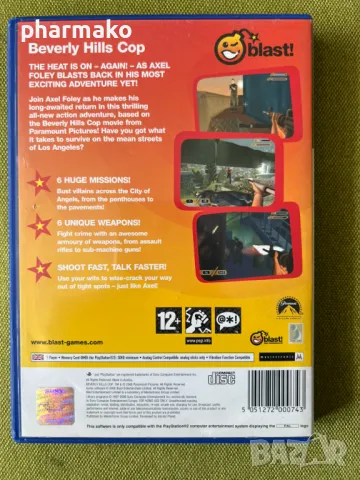 pharmako
Beverly Hills Cop
blast!
THE HEAT IS ON - AGAIN! - AS AXEL
FOLEY BLASTS BACK IN HIS MOST
EXCITING ADVENTURE YET!
Join Axel Foley as he makes his
long-awaited return in this thrilling
all-new action adventure, based on
the Beverly Hills Cop movie from
Paramount Pictures! Have you got what
it takes to survive on the mean streets
of Los Angeles?
6 HUGE MISSIONS!
Bust villains across the City of
Angels, from the penthouses to
the pavements!
6 UNIQUE WEAPONS!
Fight crime with an awesome
armoury of weapons, from assault
rifles to sub-machine guns!
SHOOT FAST, TALK FASTER!
Use your wits to wise-crack your way
out of tight spots – just like Axel!
www.blast-games.com
12+
www.pegi.info
blast!
COMPACT
disc
5 051272 000743
This software is only compatible with the PlayStation®2 computer entertainment system displaying the
bazar